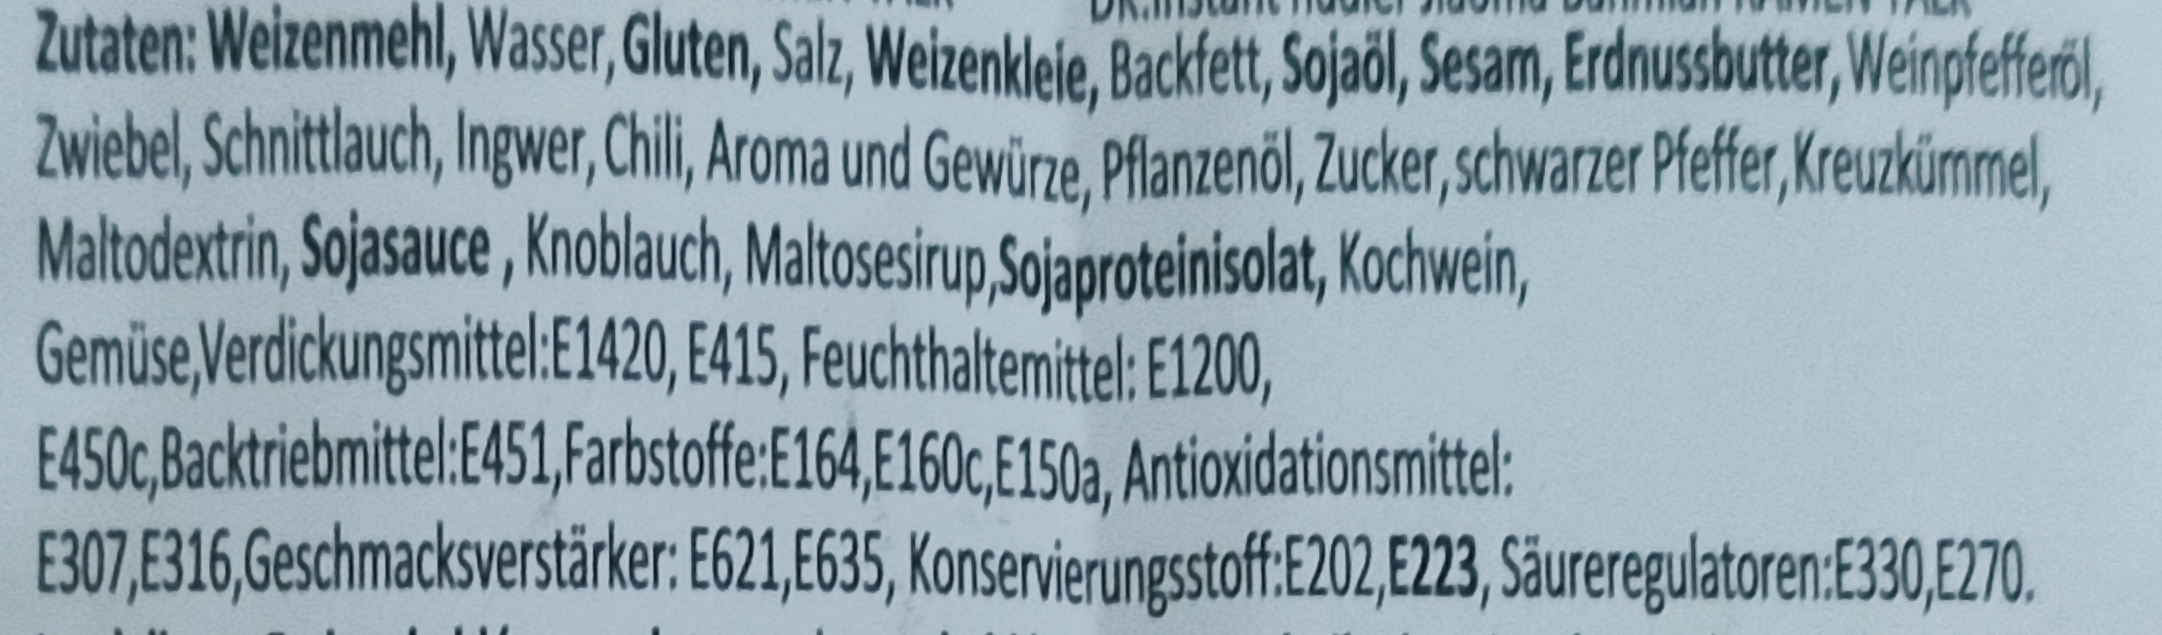 Zutaten: Weizenmehl, Wasser, Gluten, Salz, Weizenkleie, Backfett, Sojaöl, Sesam, Erdnussbutter, Weinpfefferöl,
Zwiebel, Schnittlauch, Ingwer, Chili, Aroma und Gewürze, Pflanzenöl, Zucker, schwarzer Pfeffer, Kreuzkümmel,
Maltodextrin, Sojasauce , Knoblauch, Maltosesirup,Sojaproteinisolat, Kochwein,
Gemüse,Verdickungsmittel:E1420, E415, Feuchthaltemittel: E1200,
E450c,Backtriebmittel:E451,Farbstoffe:E164,E160c,E150a, Antioxidationsmittel:
E307,E316,Geschmacksverstärker: E621,E635, Konservierungsstoff:E202,E223, Säureregulatoren:E330,E270.